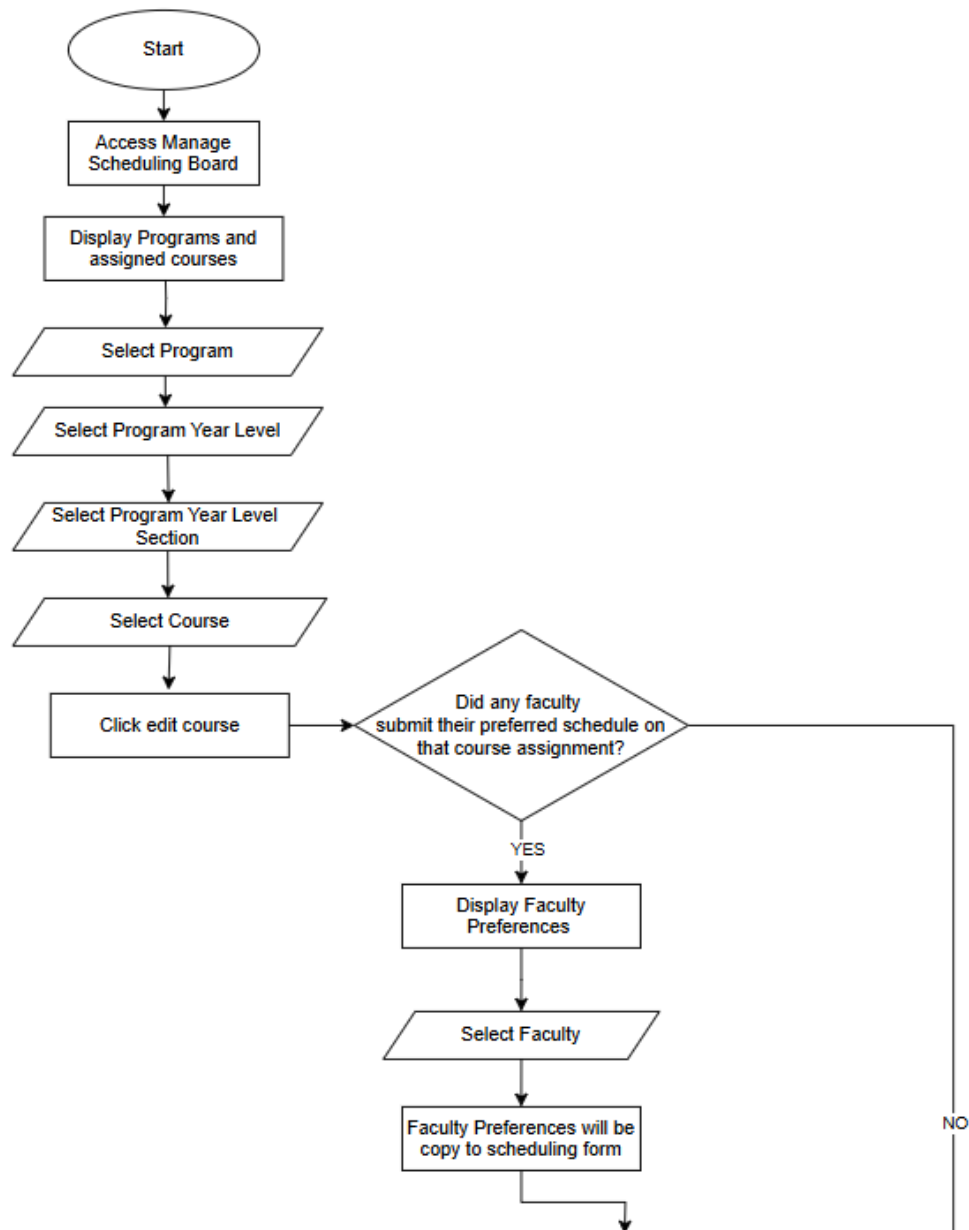 Start
Access Manage
Scheduling Board
Display Programs and
assigned courses
Select Program
Select Program Year Level
Select Program Year Level
Section
Select Course
Click edit course
Did any faculty
submit their preferred schedule on
that course assignment?
YES
Display Faculty
Preferences
Select Faculty
Faculty Preferences will be
copy to scheduling form
NO